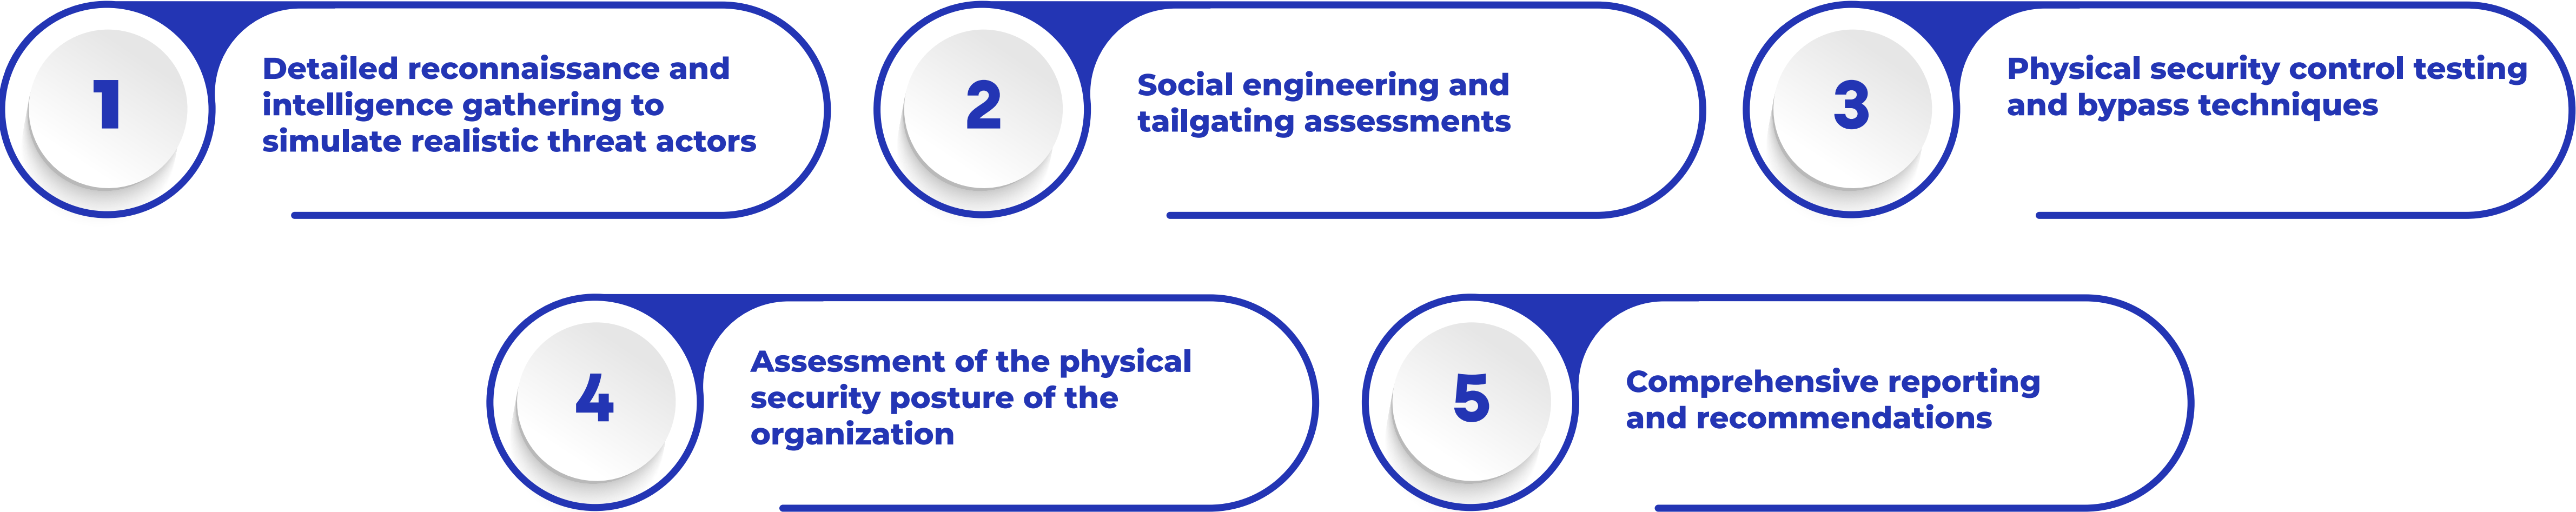 1
Detailed reconnaissance and
intelligence gathering to
simulate realistic threat actors
2
Social engineering and
tailgating assessments
3
Physical security control testing
and bypass techniques
4
Assessment of the physical
security posture of the
organization
5
Comprehensive reporting
and recommendations